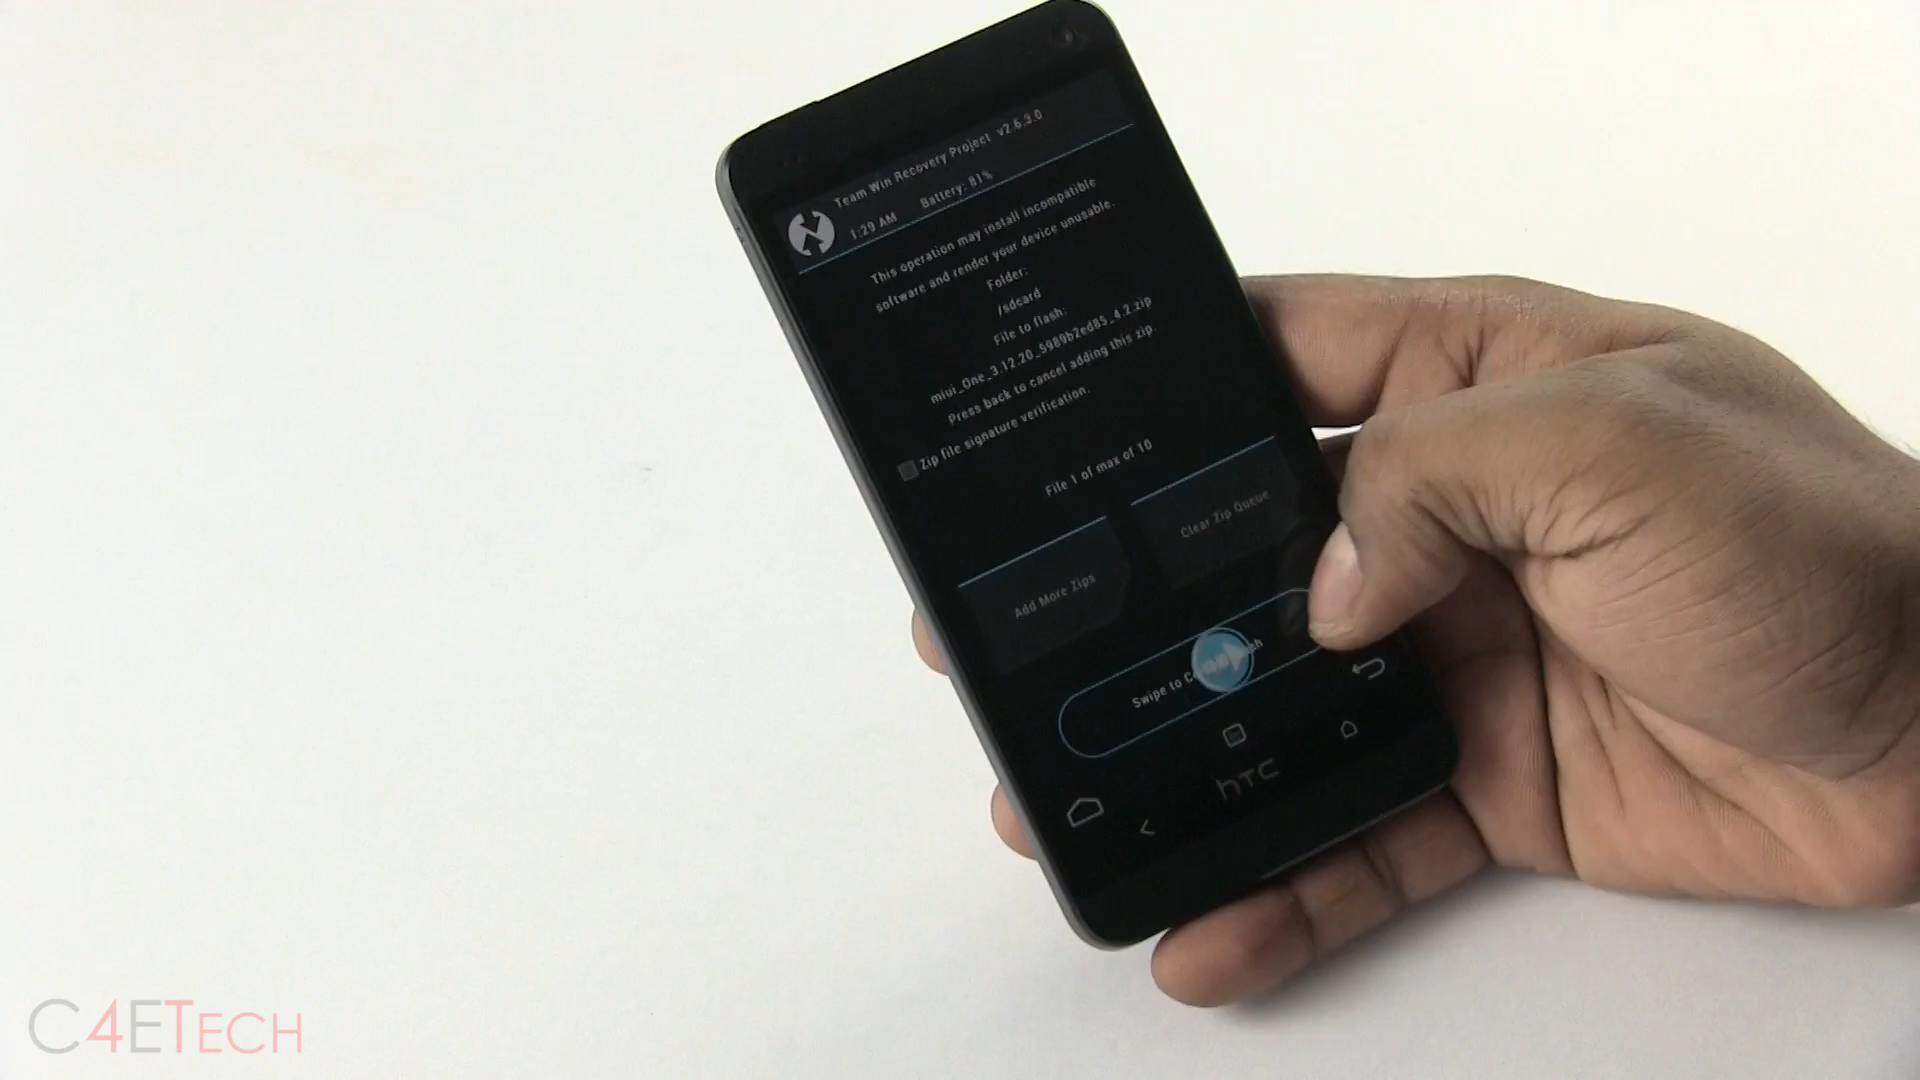 Team Win Recovery Project v2.6.3.0
1:29 AM Battery: 81%
This operation may install incompatible
software and render your device unusable.
Folder:
/sdcard
File to flash:
miui_One_3.12.20_5989b2ed85_4.2.zip
Press back to cancel adding this zip.
Zip file signature verification.
File 1 of max of 10
Add More Zips
Clear Zip Queue
Swipe to
hTC
C4ETECH